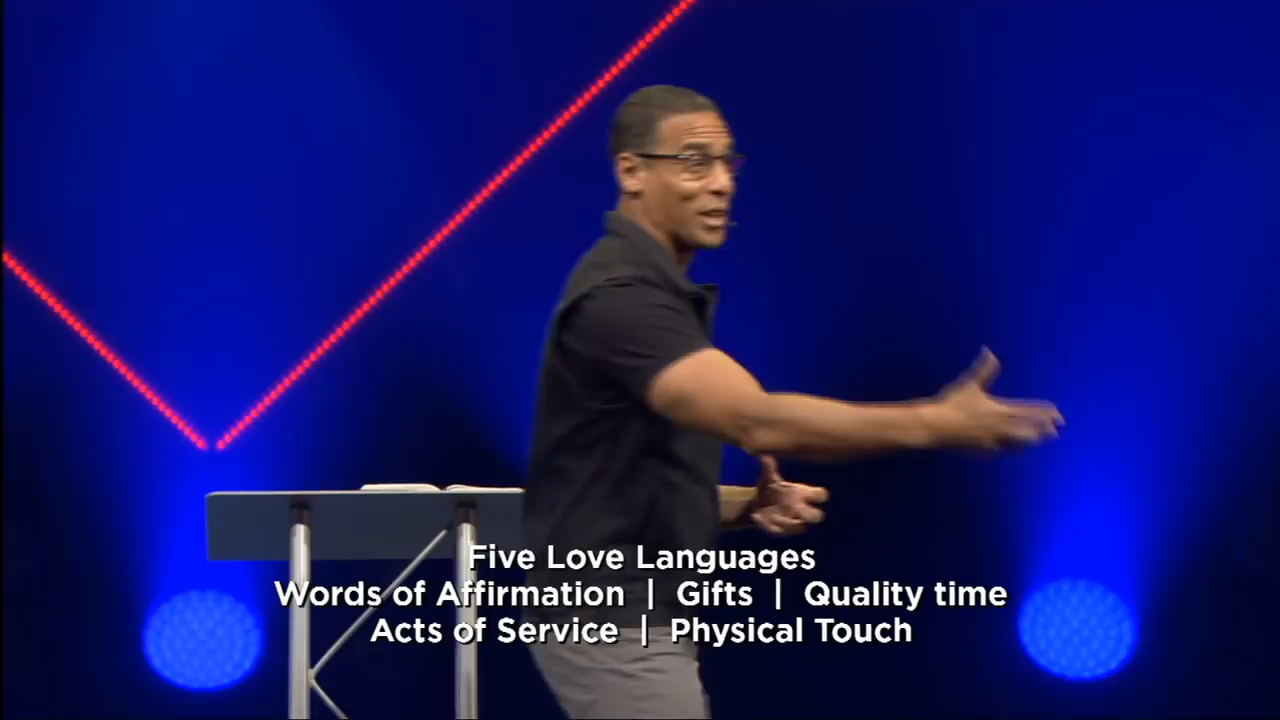 Five Love Languages
Words of Affirmation | Gifts | Quality time
Acts of Service | Physical Touch